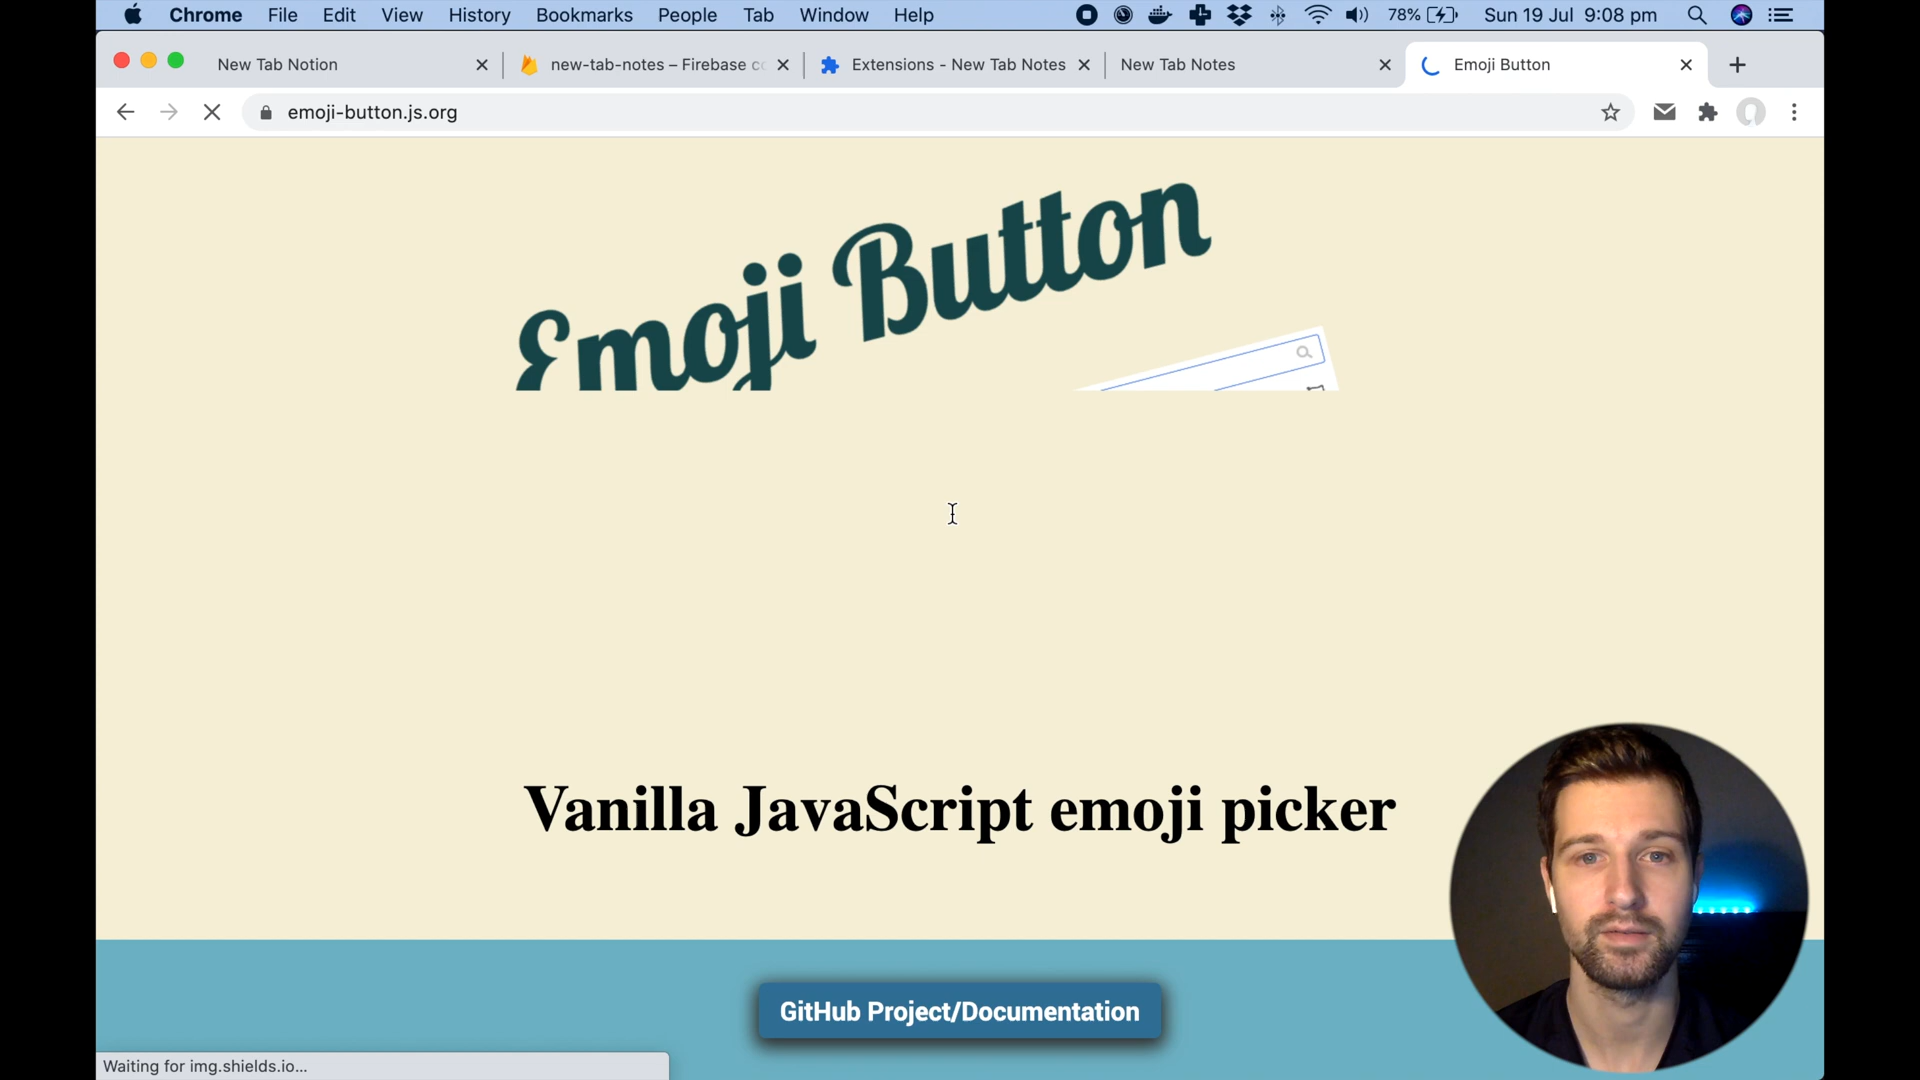 Chrome File Edit View History Bookmarks People Tab Window Help 78% Sun 19 Jul 9:08 pm
New Tab Notion new-tab-notes – Firebase co Extensions - New Tab Notes New Tab Notes Emoji Button
emoji-button.js.org
Emoji Button
Vanilla JavaScript emoji picker
GitHub Project/Documentation
Waiting for img.shields.io...